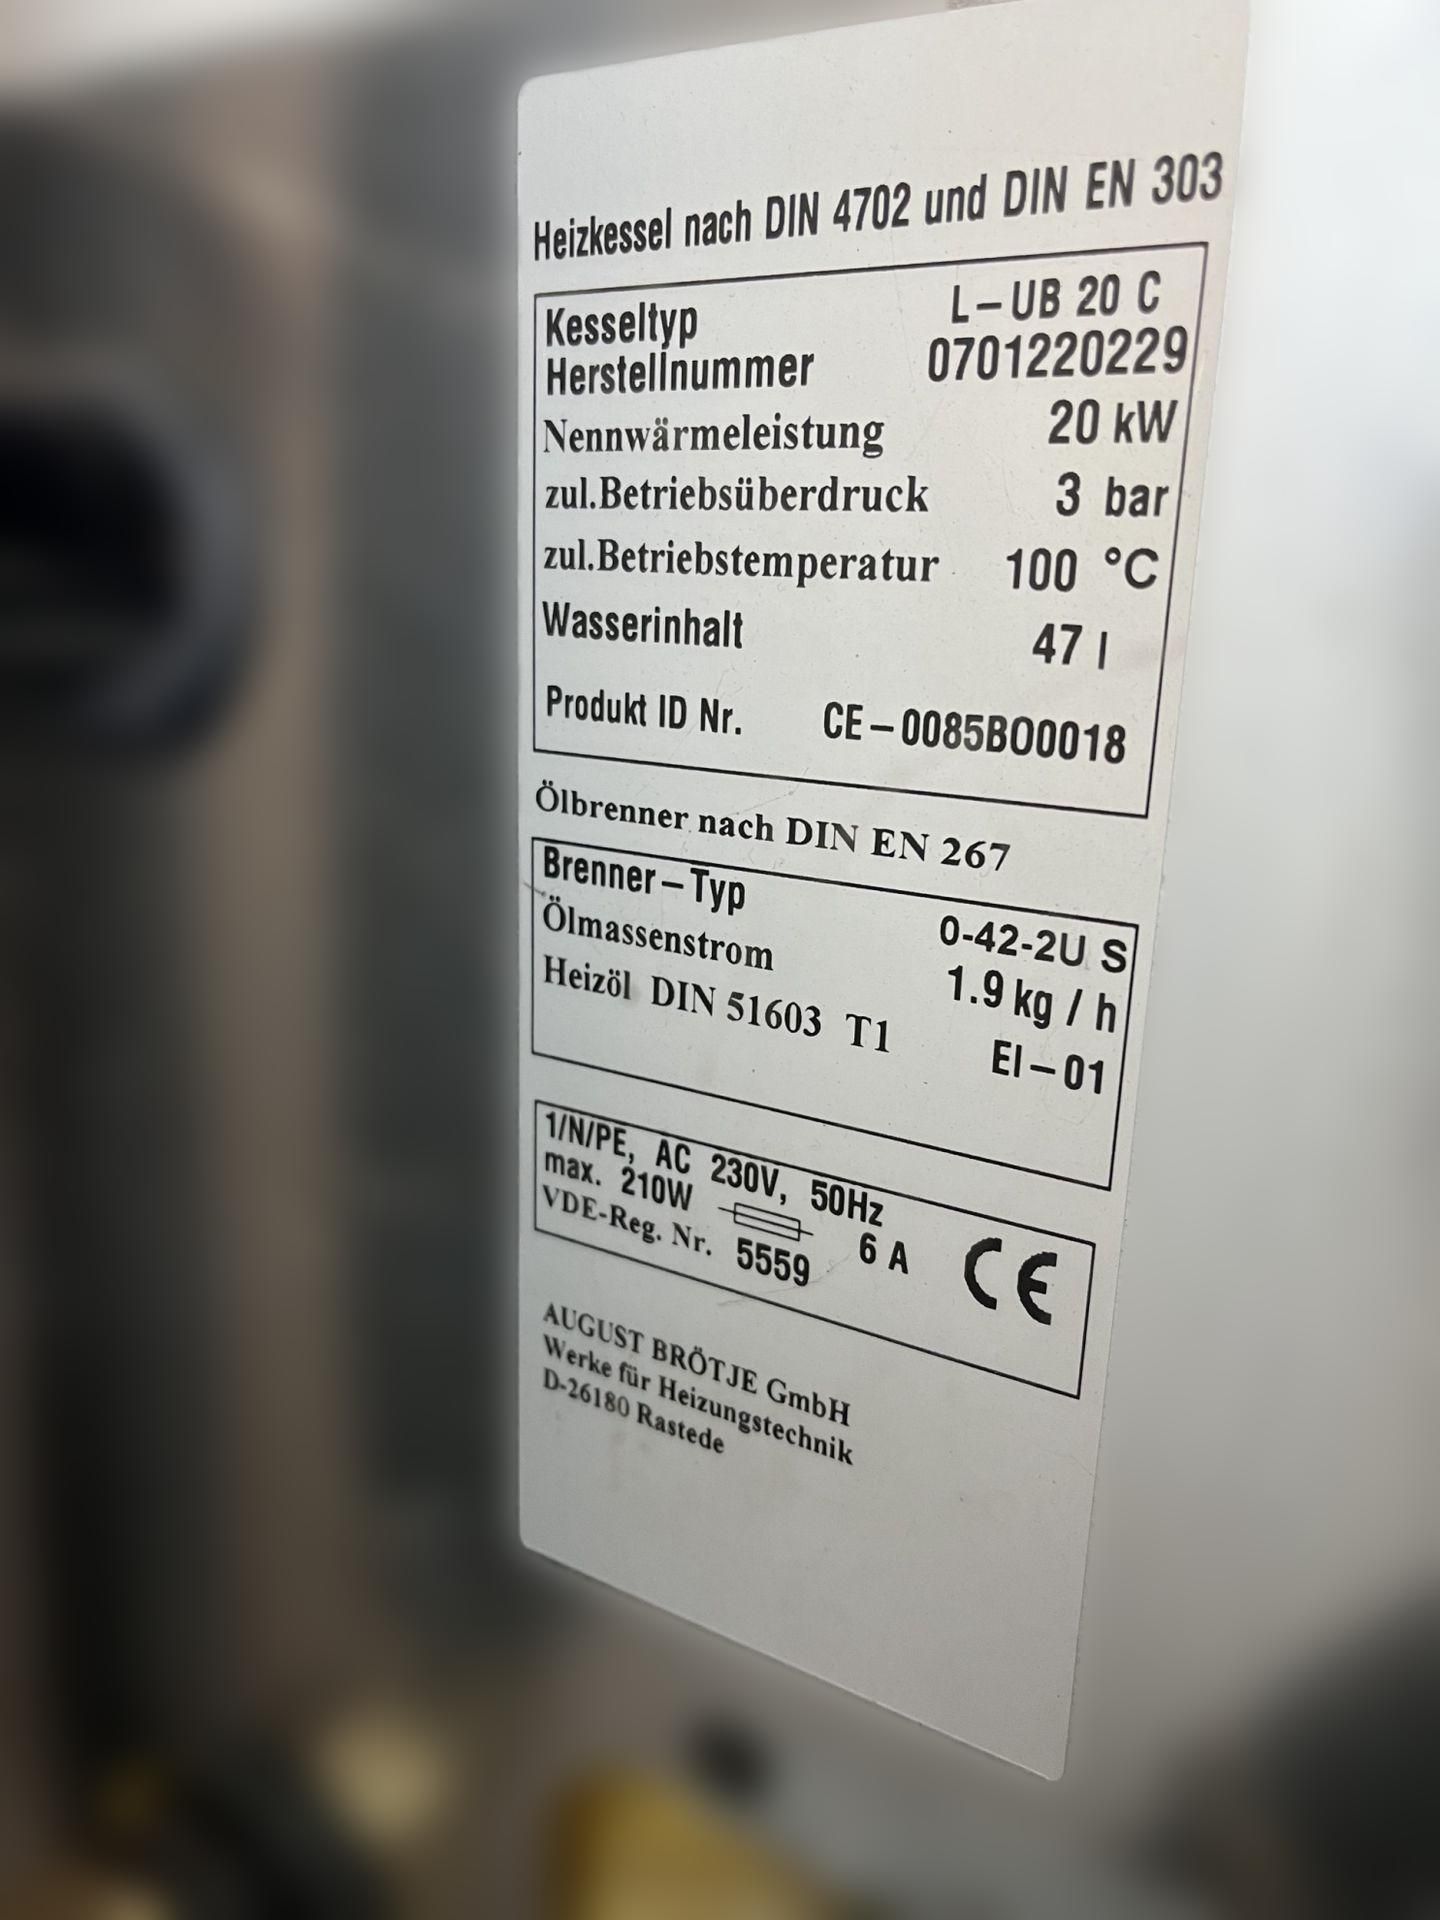 Heizkessel nach DIN 4702 und DIN EN 303
Kesseltyp L-UB 20 C
Herstellnummer 0701220229
Nennwärmeleistung 20 kW
zul.Betriebsüberdruck 3 bar
zul.Betriebstemperatur 100 °C
Wasserinhalt 47 l
Produkt ID Nr. CE-0085BO0018
Ölbrenner nach DIN EN 267
Brenner-Typ 0-42-2U S
Ölmassenstrom 1.9 kg / h
Heizöl DIN 51603 T1 El-01
1/N/PE, AC 230V, 50Hz
max. 210W 6 A
VDE-Reg. Nr. 5559
CE
AUGUST BRÖTJE GmbH
Werke für Heizungstechnik
D-26180 Rastede